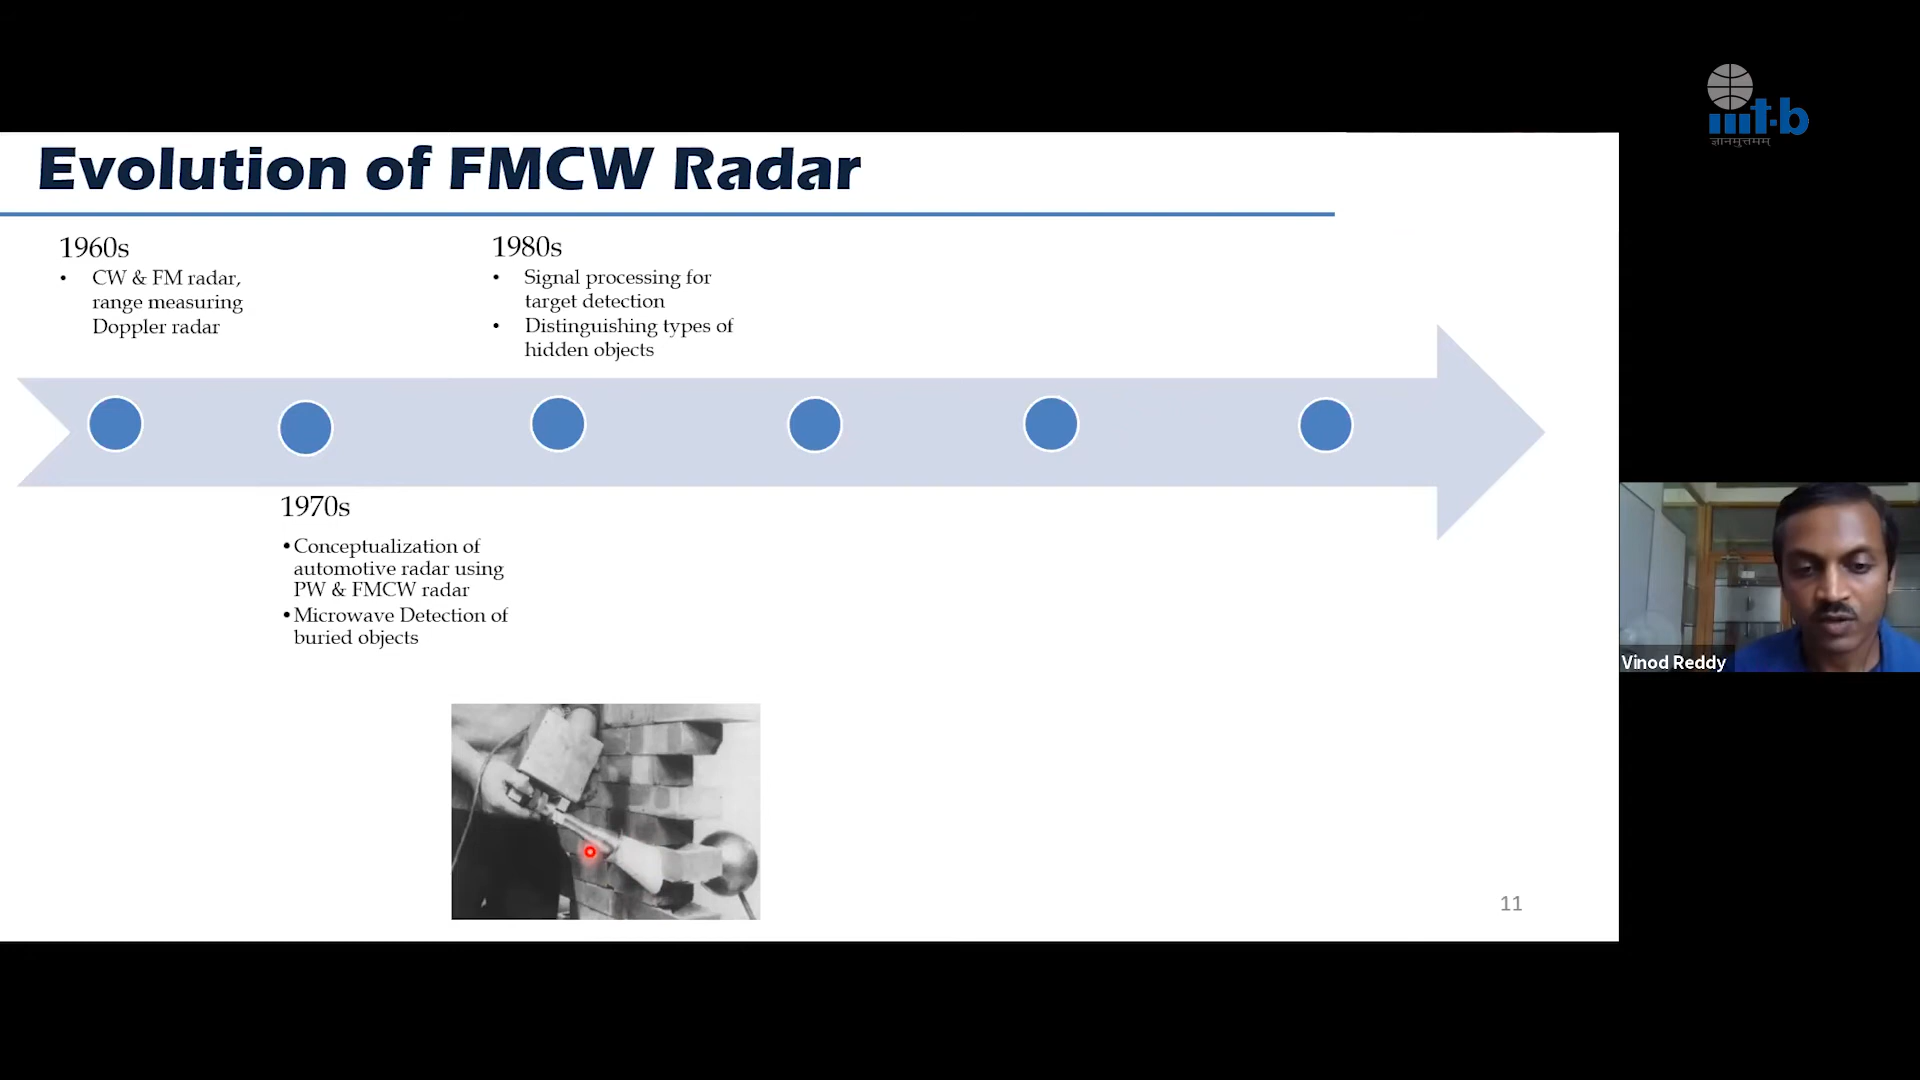 iiit-b
ज्ञानमुत्तमम्
Evolution of FMCW Radar
1960s
• CW & FM radar,
range measuring
Doppler radar
1980s
• Signal processing for
target detection
• Distinguishing types of
hidden objects
1970s
•Conceptualization of
automotive radar using
PW & FMCW radar
•Microwave Detection of
buried objects
Vinod Reddy
11